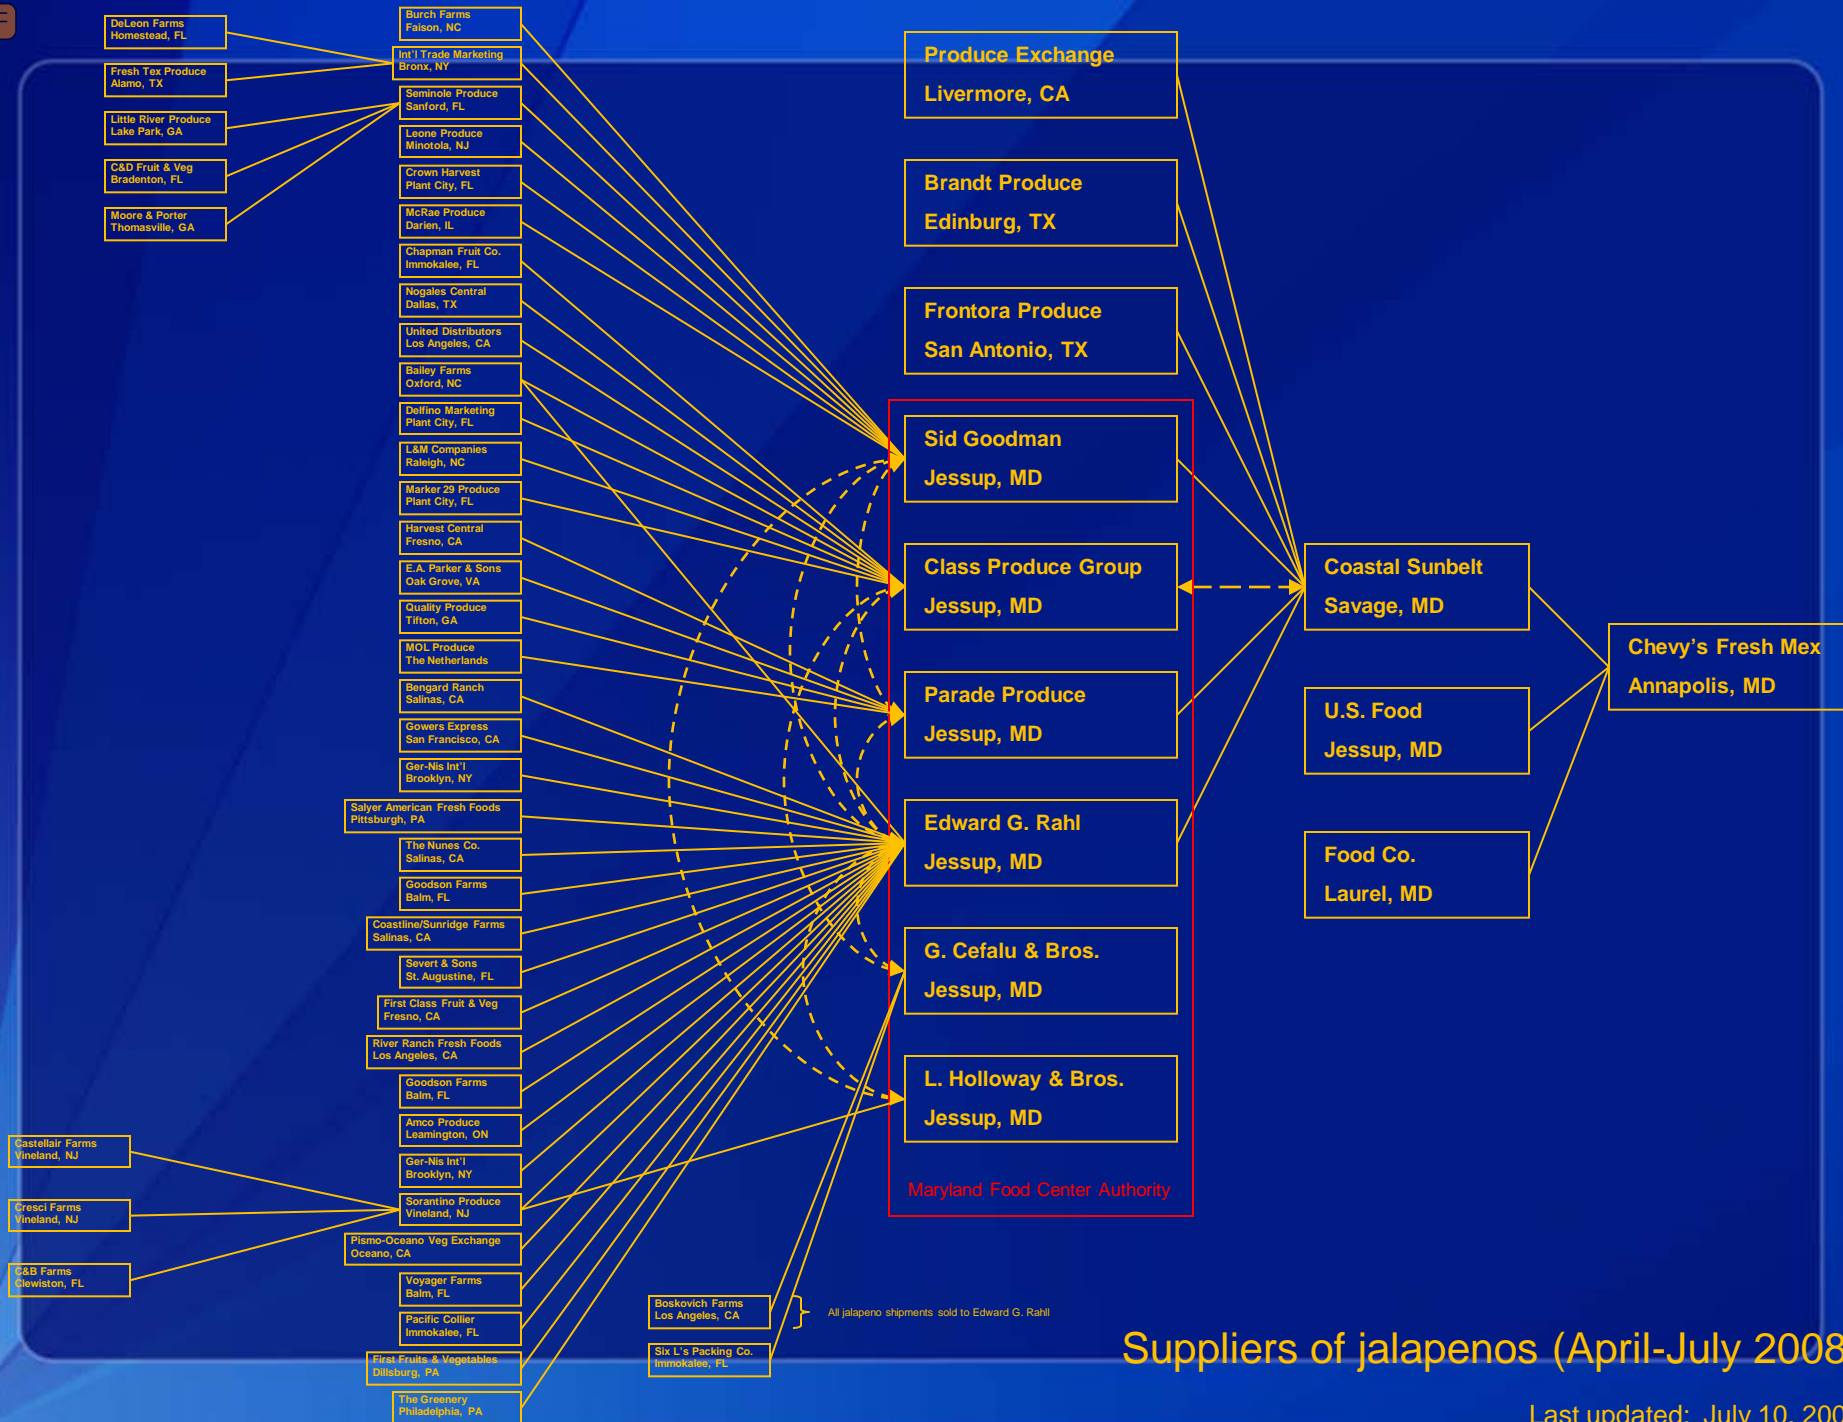 DeLeon Farms
Homestead, FL
Fresh Tex Produce
Alamo, TX
Little River Produce
Lake Park, GA
C&D Fruit & Veg
Bradenton, FL
Moore & Porter
Thomasville, GA
Castellair Farms
Vineland, NJ
Cresci Farms
Vineland, NJ
C&B Farms
Clewiston, FL
Burch Farms
Faison, NC
Int'l Trade Marketing
Bronx, NY
Seminole Produce
Sanford, FL
Leone Produce
Minotola, NJ
Crown Harvest
Plant City, FL
McRae Produce
Darien, IL
Chapman Fruit Co.
Immokalee, FL
Nogales Central
Dallas, TX
United Distributors
Los Angeles, CA
Bailey Farms
Oxford, NC
Delfino Marketing
Plant City, FL
L&M Companies
Raleigh, NC
Marker 29 Produce
Plant City, FL
Harvest Central
Fresno, CA
E.A. Parker & Sons
Oak Grove, VA
Quality Produce
Tifton, GA
MOL Produce
The Netherlands
Bengard Ranch
Salinas, CA
Gowers Express
San Francisco, CA
Ger-Nis Int'l
Brooklyn, NY
Salyer American Fresh Foods
Pittsburgh, PA
The Nunes Co.
Salinas, CA
Goodson Farms
Balm, FL
Coastline/Sunridge Farms
Salinas, CA
Severt & Sons
St. Augustine, FL
First Class Fruit & Veg
Fresno, CA
River Ranch Fresh Foods
Los Angeles, CA
Goodson Farms
Balm, FL
Amco Produce
Leamington, ON
Ger-Nis Int'l
Brooklyn, NY
Sorantino Produce
Vineland, NJ
Pismo-Oceano Veg Exchange
Oceano, CA
Voyager Farms
Balm, FL
Pacific Collier
Immokalee, FL
First Fruits & Vegetables
Dillsburg, PA
The Greenery
Philadelphia, PA
Boskovich Farms
Los Angeles, CA
Six L's Packing Co.
Immokalee, FL
All jalapeno shipments sold to Edward G. Rahll
Produce Exchange
Livermore, CA
Brandt Produce
Edinburg, TX
Frontora Produce
San Antonio, TX
Sid Goodman
Jessup, MD
Class Produce Group
Jessup, MD
Parade Produce
Jessup, MD
Edward G. Rahl
Jessup, MD
G. Cefalu & Bros.
Jessup, MD
L. Holloway & Bros.
Jessup, MD
Maryland Food Center Authority
Coastal Sunbelt
Savage, MD
U.S. Food
Jessup, MD
Food Co.
Laurel, MD
Chevy's Fresh Mex
Annapolis, MD
Suppliers of jalapenos (April-July 2008
Last updated: July 10, 200